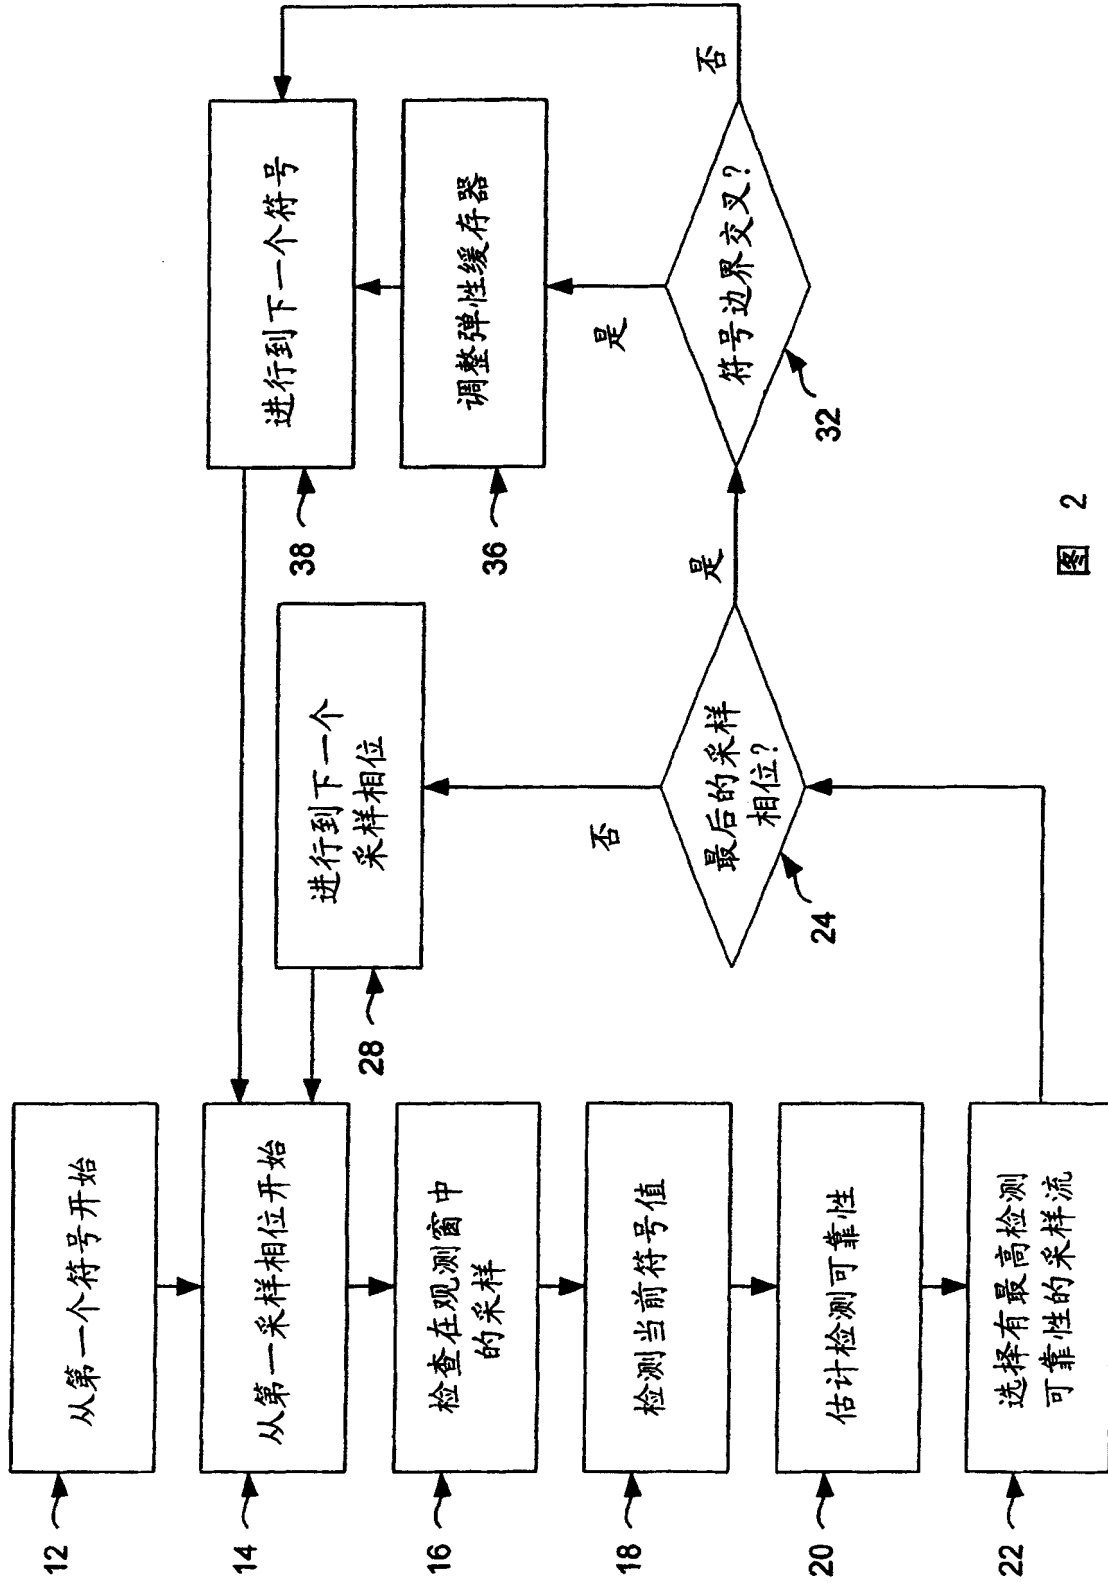 从第一个符号开始
12
从第一采样相位开始
14
检查在观测窗中
的采样
16
检测当前符号值
18
估计检测可靠性
20
选择有最高检测
可靠性的采样流
22
最后的采样
相位?
24
否
是
进行到下一个
采样相位
28
符号边界交叉?
32
是
否
调整弹性缓存器
36
进行到下一个符号
38
图 2